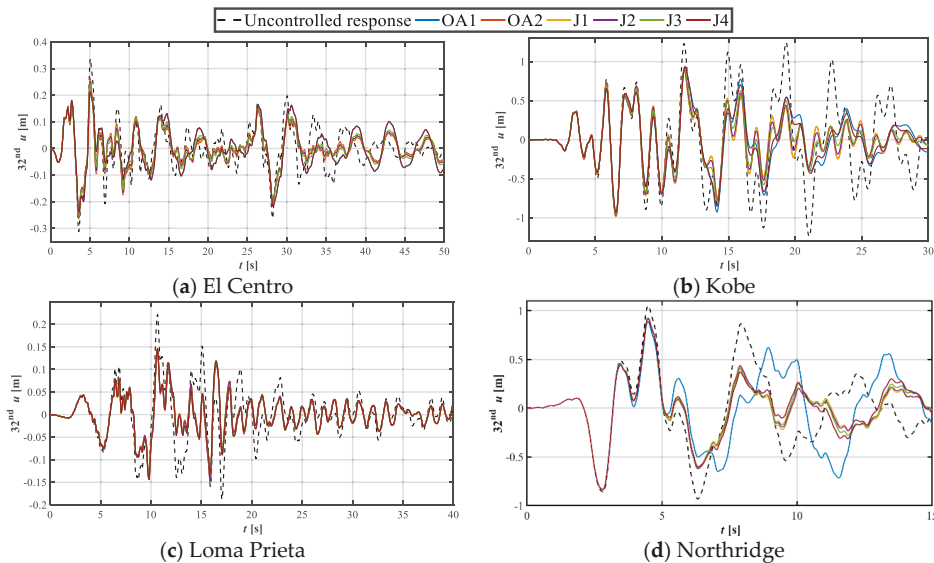 Uncontrolled response OA1 OA2 J1 J2 J3 J4
0.4
0.3
0.2
0.1
0
-0.1
-0.2
-0.3
32nd u [m]
0 5 10 15 20 25 30 35 40 45 50
t [s]
(a) El Centro
1
0.5
0
-0.5
-1
32nd u [m]
0 5 10 15 20 25 30
t [s]
(b) Kobe
0.2
0.15
0.1
0.05
0
-0.05
-0.1
-0.15
-0.2
32nd u [m]
0 5 10 15 20 25 30 35 40
t [s]
(c) Loma Prieta
1
0.5
0
-0.5
-1
32nd u [m]
0 5 10 15
t [s]
(d) Northridge